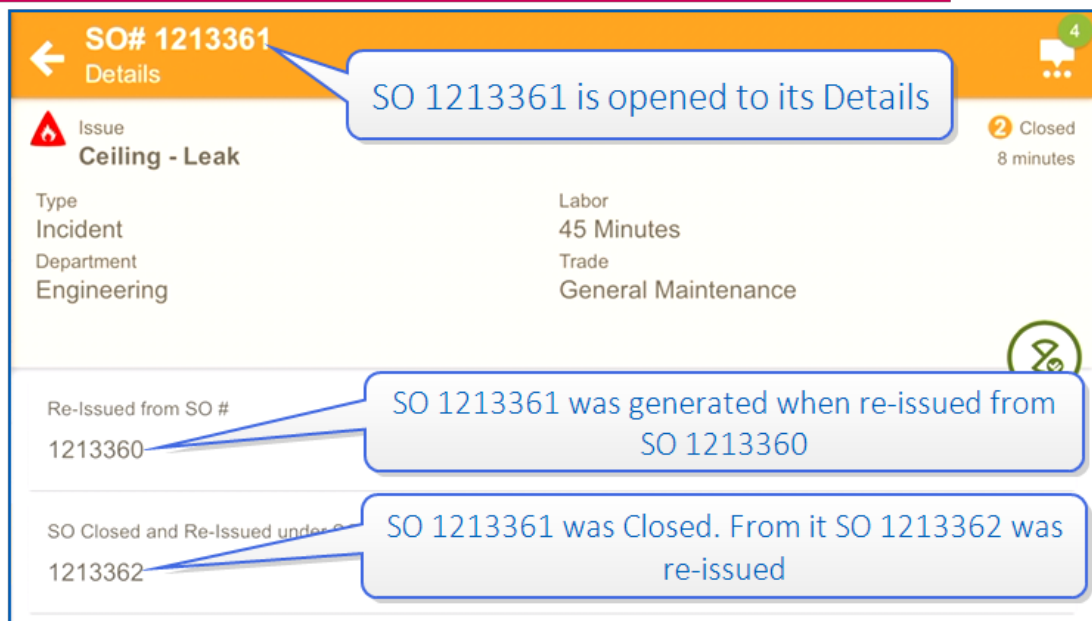 SO# 1213361
Details
4
SO 1213361 is opened to its Details
Issue
Ceiling - Leak
2 Closed
8 minutes
Type
Incident
Labor
45 Minutes
Department
Engineering
Trade
General Maintenance
Re-Issued from SO #
1213360
SO 1213361 was generated when re-issued from
SO 1213360
SO Closed and Re-Issued under
1213362
SO 1213361 was Closed. From it SO 1213362 was
re-issued